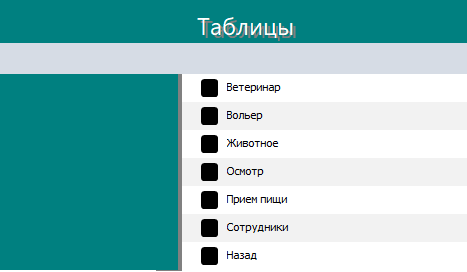 Таблицы
Ветеринар
Вольер
Животное
Осмотр
Прием пищи
Сотрудники
Назад